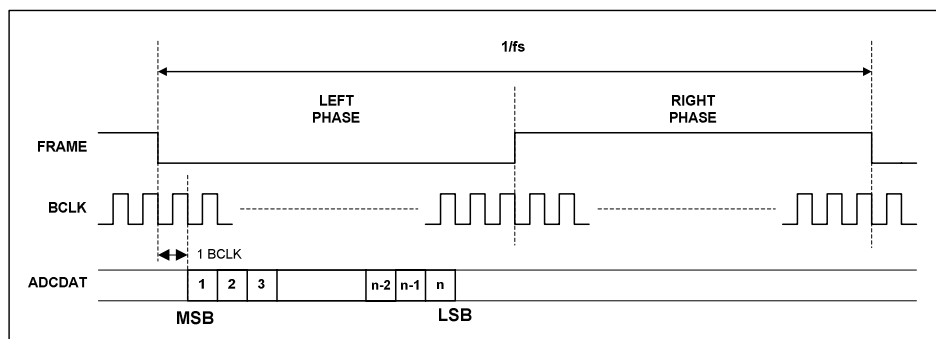 1/fs
LEFT
PHASE
RIGHT
PHASE
FRAME
BCLK
1 BCLK
ADCDAT
1 2 3 n-2 n-1 n
MSB LSB